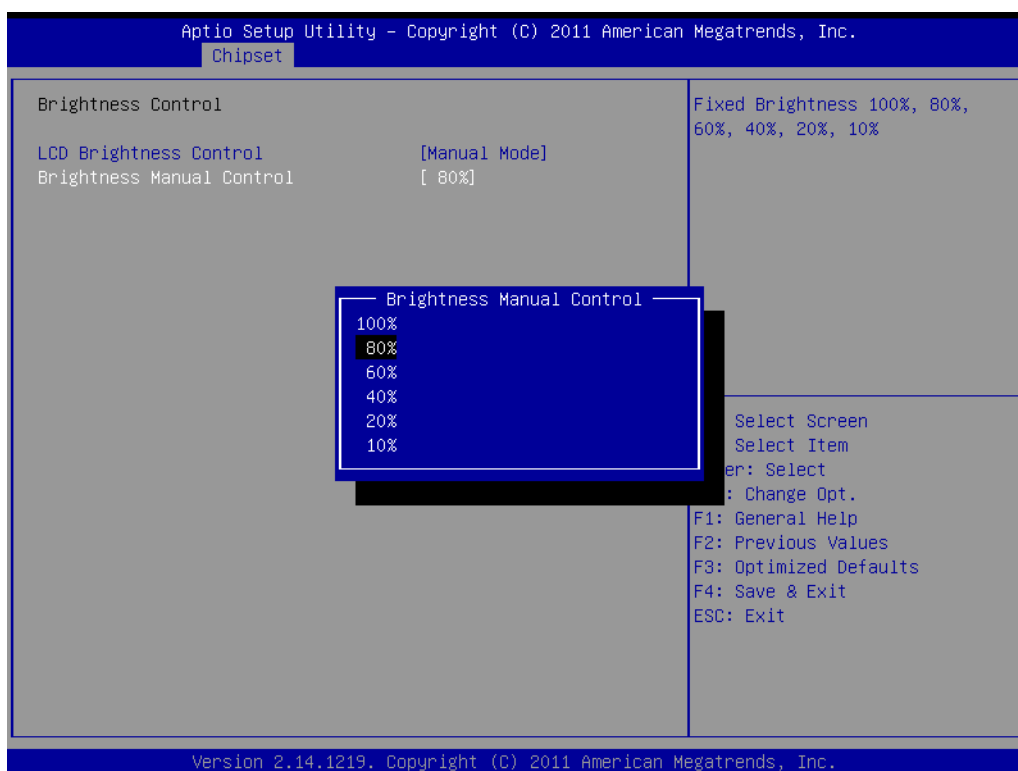 Aptio Setup Utility – Copyright (C) 2011 American Megatrends, Inc.
Chipset
Brightness Control
LCD Brightness Control [Manual Mode]
Brightness Manual Control [ 80%]
Fixed Brightness 100%, 80%,
60%, 40%, 20%, 10%
Brightness Manual Control
100%
80%
60%
40%
20%
10%
Select Screen
Select Item
er: Select
: Change Opt.
F1: General Help
F2: Previous Values
F3: Optimized Defaults
F4: Save & Exit
ESC: Exit
Version 2.14.1219. Copyright (C) 2011 American Megatrends, Inc.